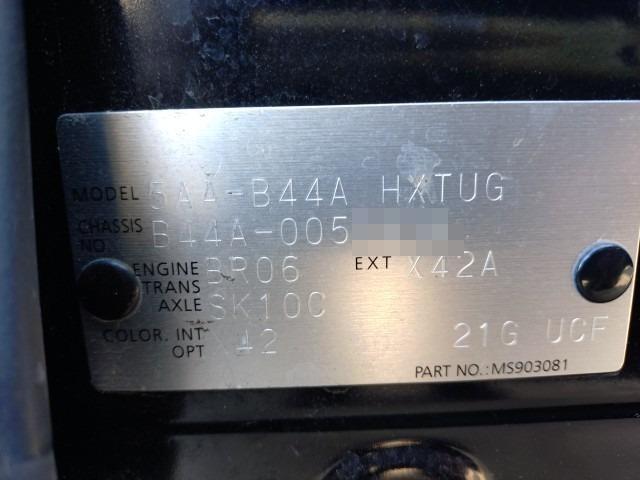 MODEL 5AA-B44A HXTUG
CHASSIS NO. B44A-005
ENGINE BR06 EXT X42A
TRANS AXLE SK10C
COLOR. INT 42 21G UCF
OPT
PART NO.:MS903081